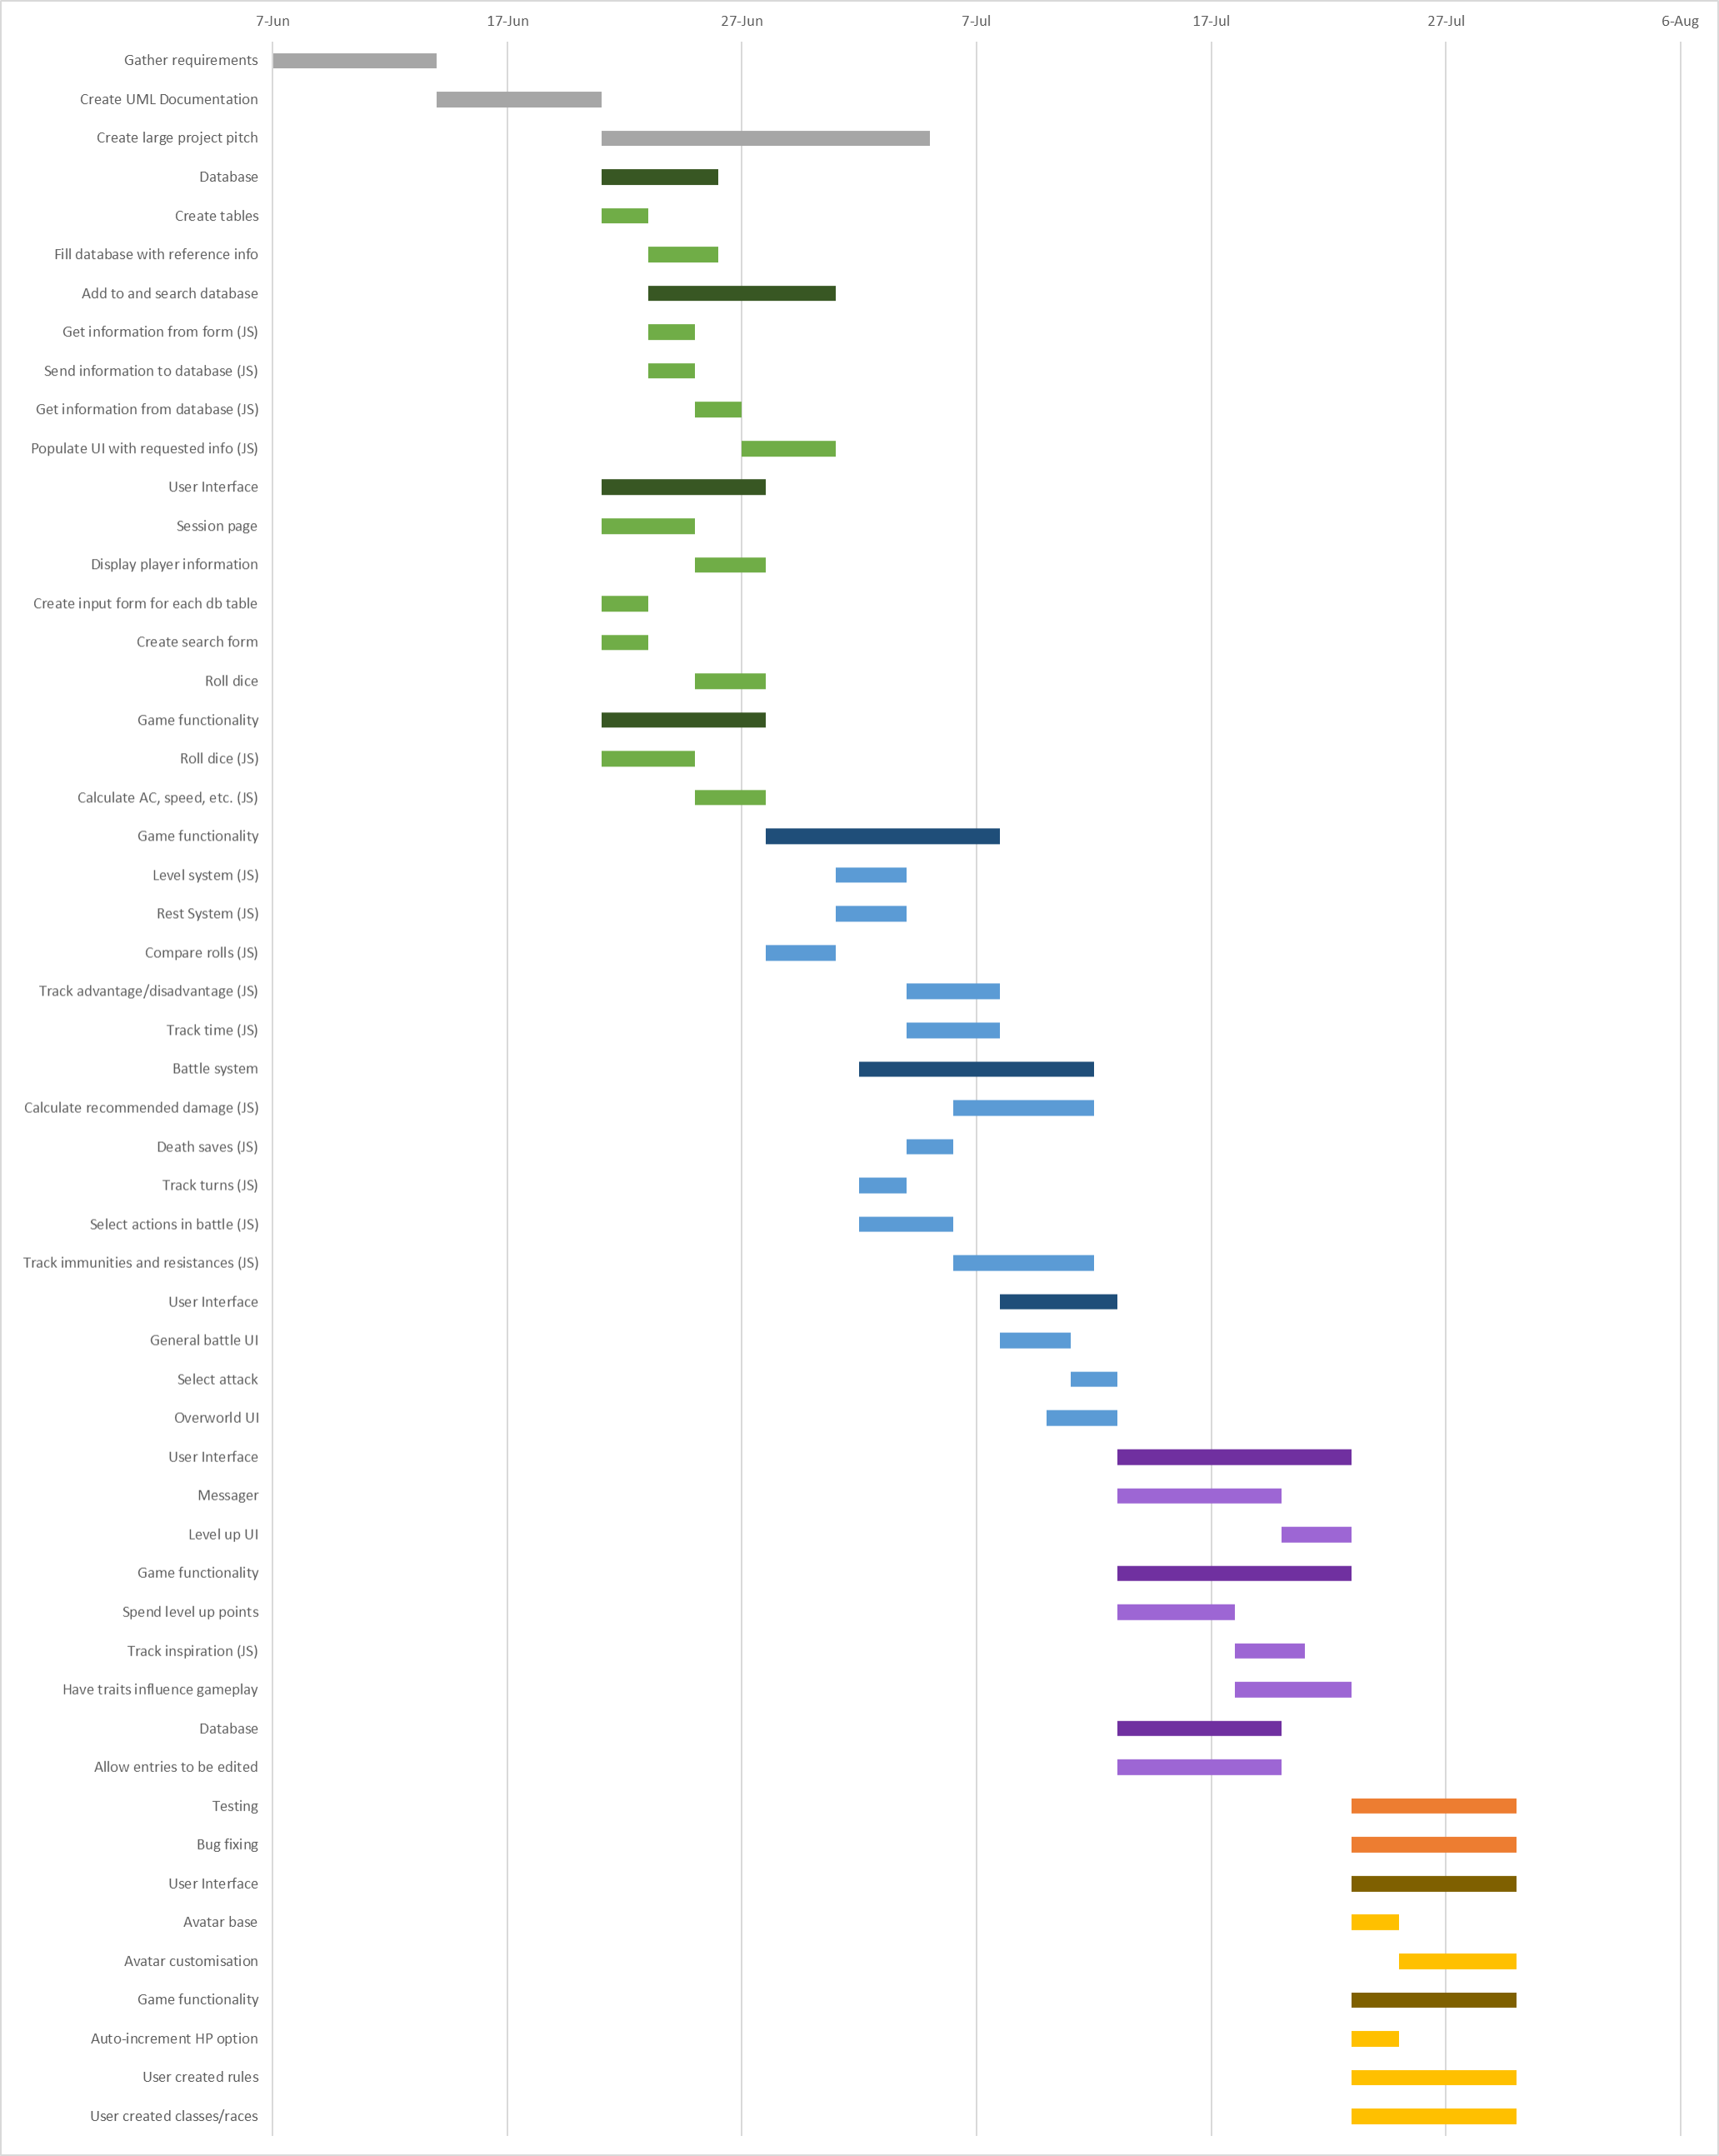 7-Jun 17-Jun 27-Jun 7-Jul 17-Jul 27-Jul 6-Aug
Gather requirements
Create UML Documentation
Create large project pitch
Database
Create tables
Fill database with reference info
Add to and search database
Get information from form (JS)
Send information to database (JS)
Get information from database (JS)
Populate UI with requested info (JS)
User Interface
Session page
Display player information
Create input form for each db table
Create search form
Roll dice
Game functionality
Roll dice (JS)
Calculate AC, speed, etc. (JS)
Game functionality
Level system (JS)
Rest System (JS)
Compare rolls (JS)
Track advantage/disadvantage (JS)
Track time (JS)
Battle system
Calculate recommended damage (JS)
Death saves (JS)
Track turns (JS)
Select actions in battle (JS)
Track immunities and resistances (JS)
User Interface
General battle UI
Select attack
Overworld UI
User Interface
Messager
Level up UI
Game functionality
Spend level up points
Track inspiration (JS)
Have traits influence gameplay
Database
Allow entries to be edited
Testing
Bug fixing
User Interface
Avatar base
Avatar customisation
Game functionality
Auto-increment HP option
User created rules
User created classes/races